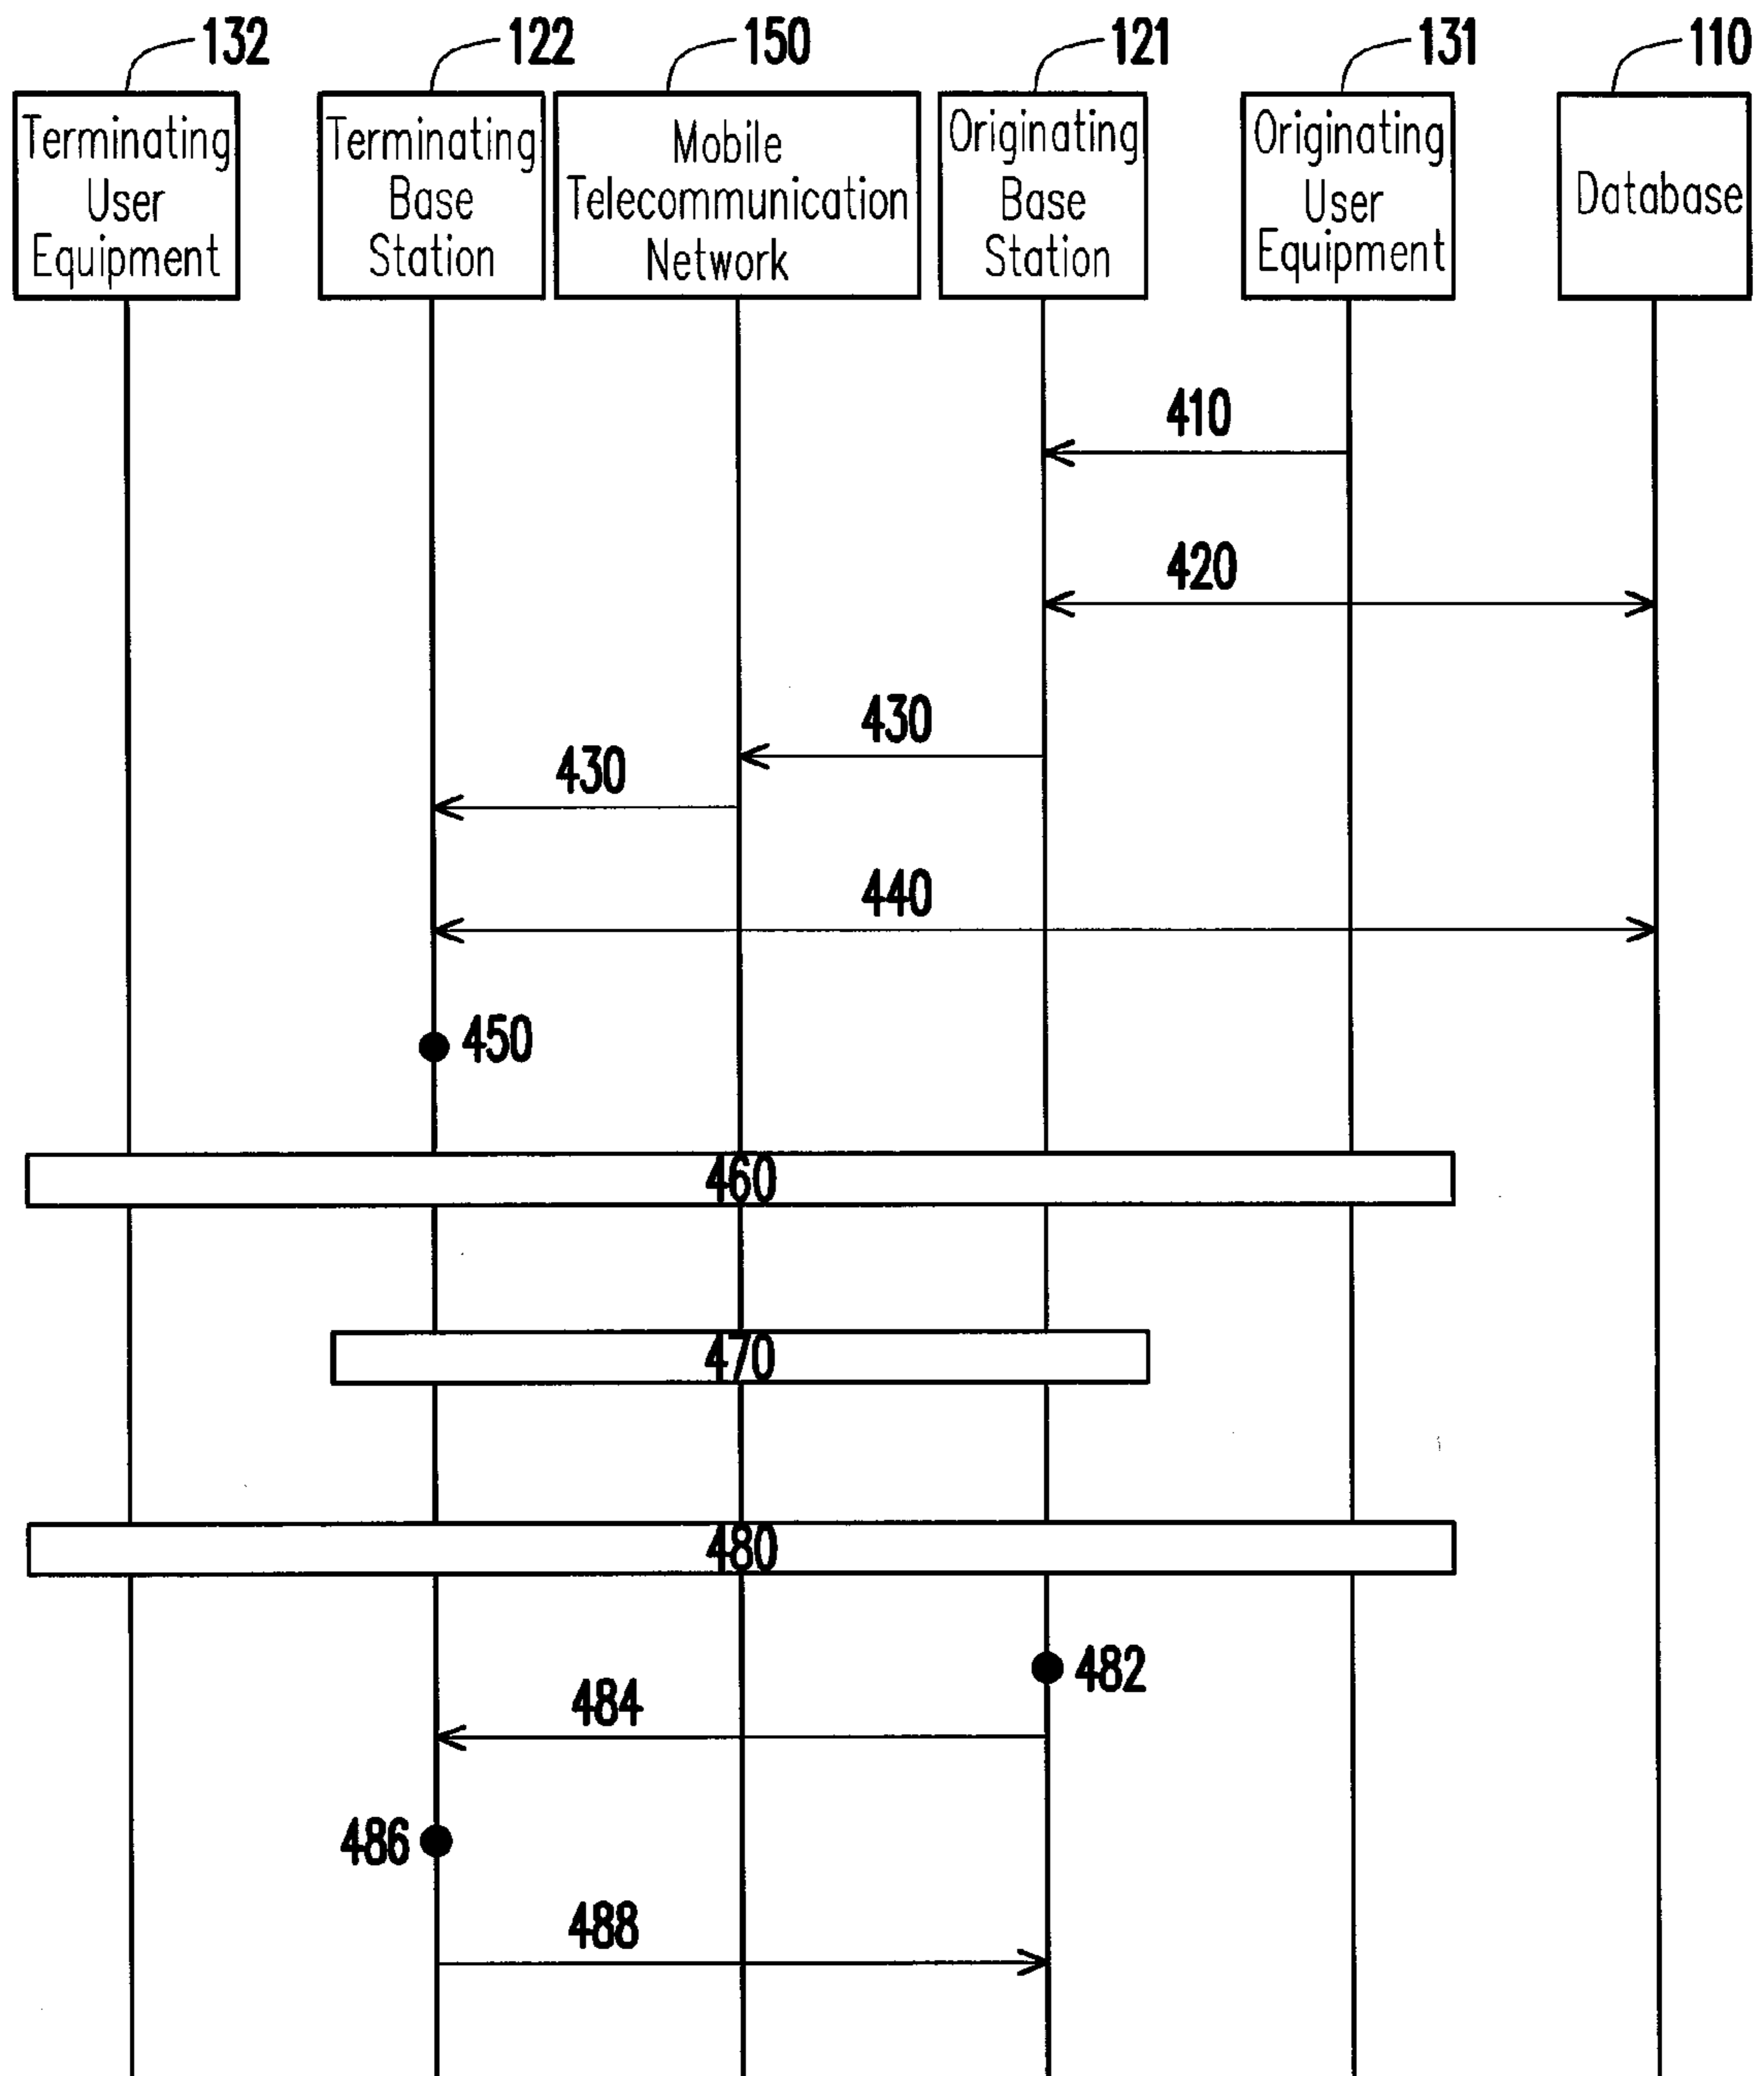 132
122
150
121
131
110
Terminating
User
Equipment
Terminating
Base
Station
Mobile
Telecommunication
Network
Originating
Base
Station
Originating
User
Equipment
Database
410
420
430
430
440
450
460
470
480
482
484
486
488